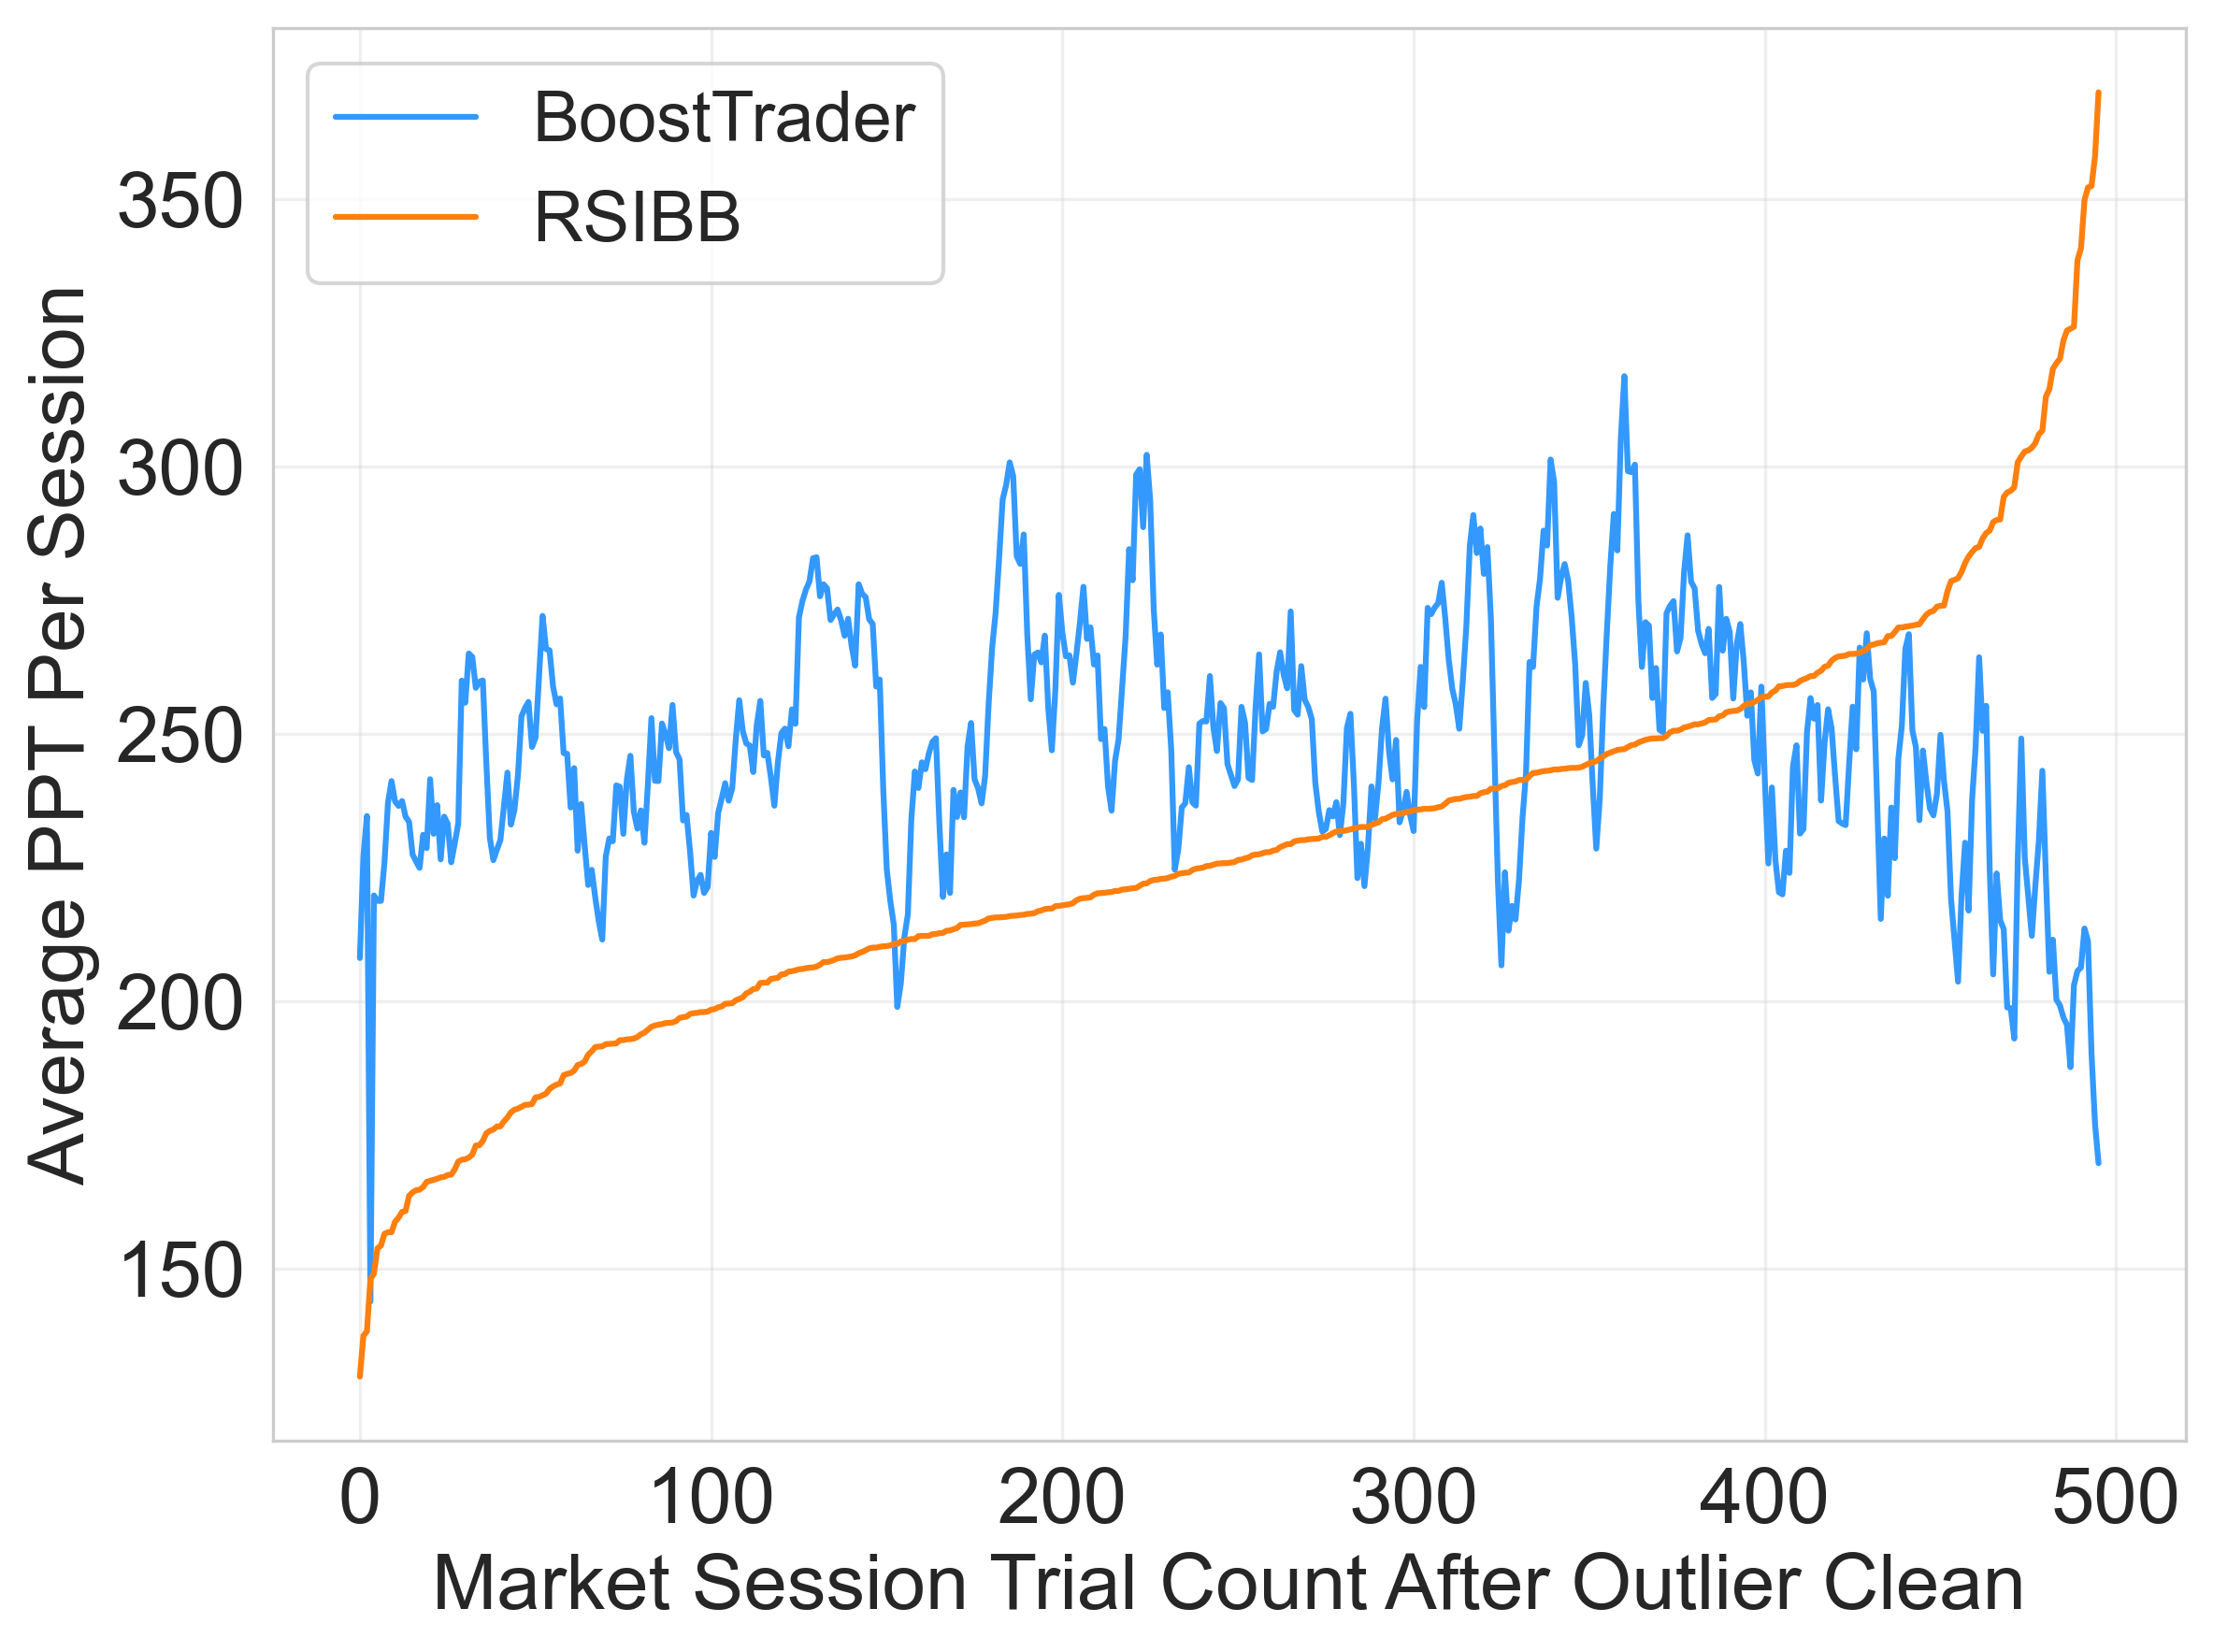 BoostTrader
RSIBB
Average PPT Per Session
350
300
250
200
150
0 100 200 300 400 500
Market Session Trial Count After Outlier Clean